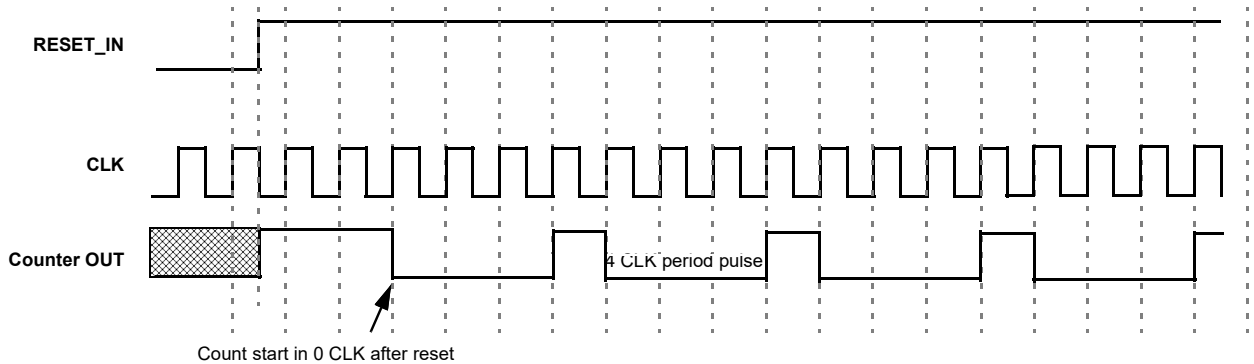 RESET_IN
CLK
Counter OUT
4 CLK period pulse
Count start in 0 CLK after reset